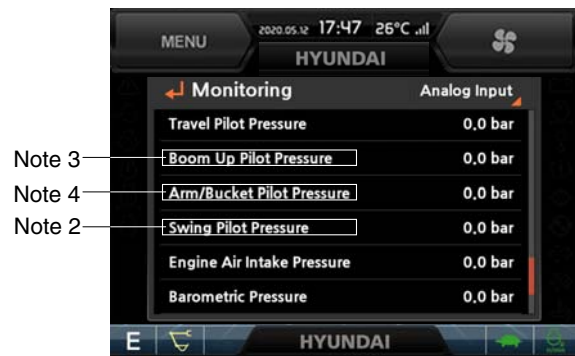 MENU
2020.05.12 17:47 26°C
HYUNDAI
Monitoring Analog Input
Travel Pilot Pressure 0.0 bar
Note 3 Boom Up Pilot Pressure 0.0 bar
Note 4 Arm/Bucket Pilot Pressure 0.0 bar
Note 2 Swing Pilot Pressure 0.0 bar
Engine Air Intake Pressure 0.0 bar
Barometric Pressure 0.0 bar
E HYUNDAI